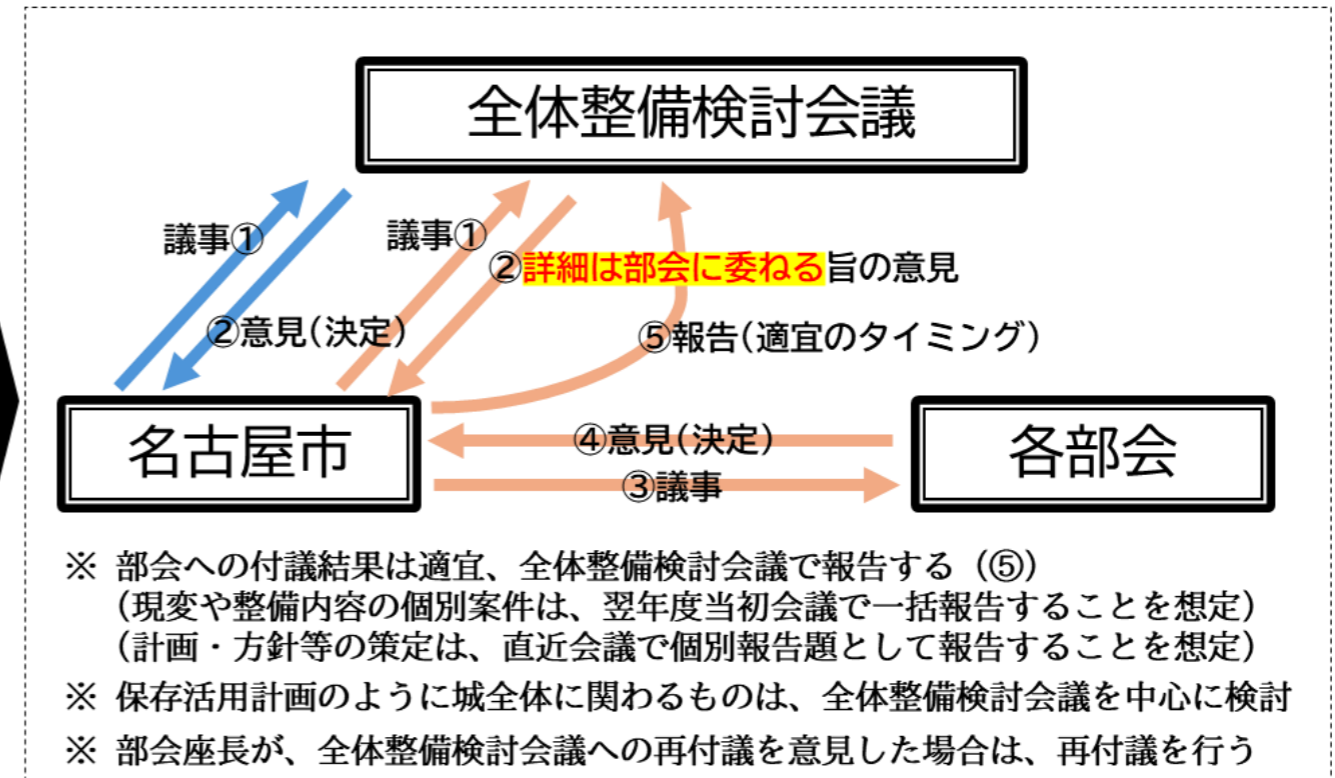 全体整備検討会議
議事①
議事①
②詳細は部会に委ねる旨の意見
②意見(決定)
⑤報告(適宜のタイミング)
名古屋市
④意見(決定)
③議事
各部会
※ 部会への付議結果は適宜、全体整備検討会議で報告する(⑤)
(現変や整備内容の個別案件は、翌年度当初会議で一括報告することを想定)
(計画・方針等の策定は、直近会議で個別報告題として報告することを想定)
※ 保存活用計画のように城全体に関わるものは、全体整備検討会議を中心に検討
※ 部会座長が、全体整備検討会議への再付議を意見した場合は、再付議を行う